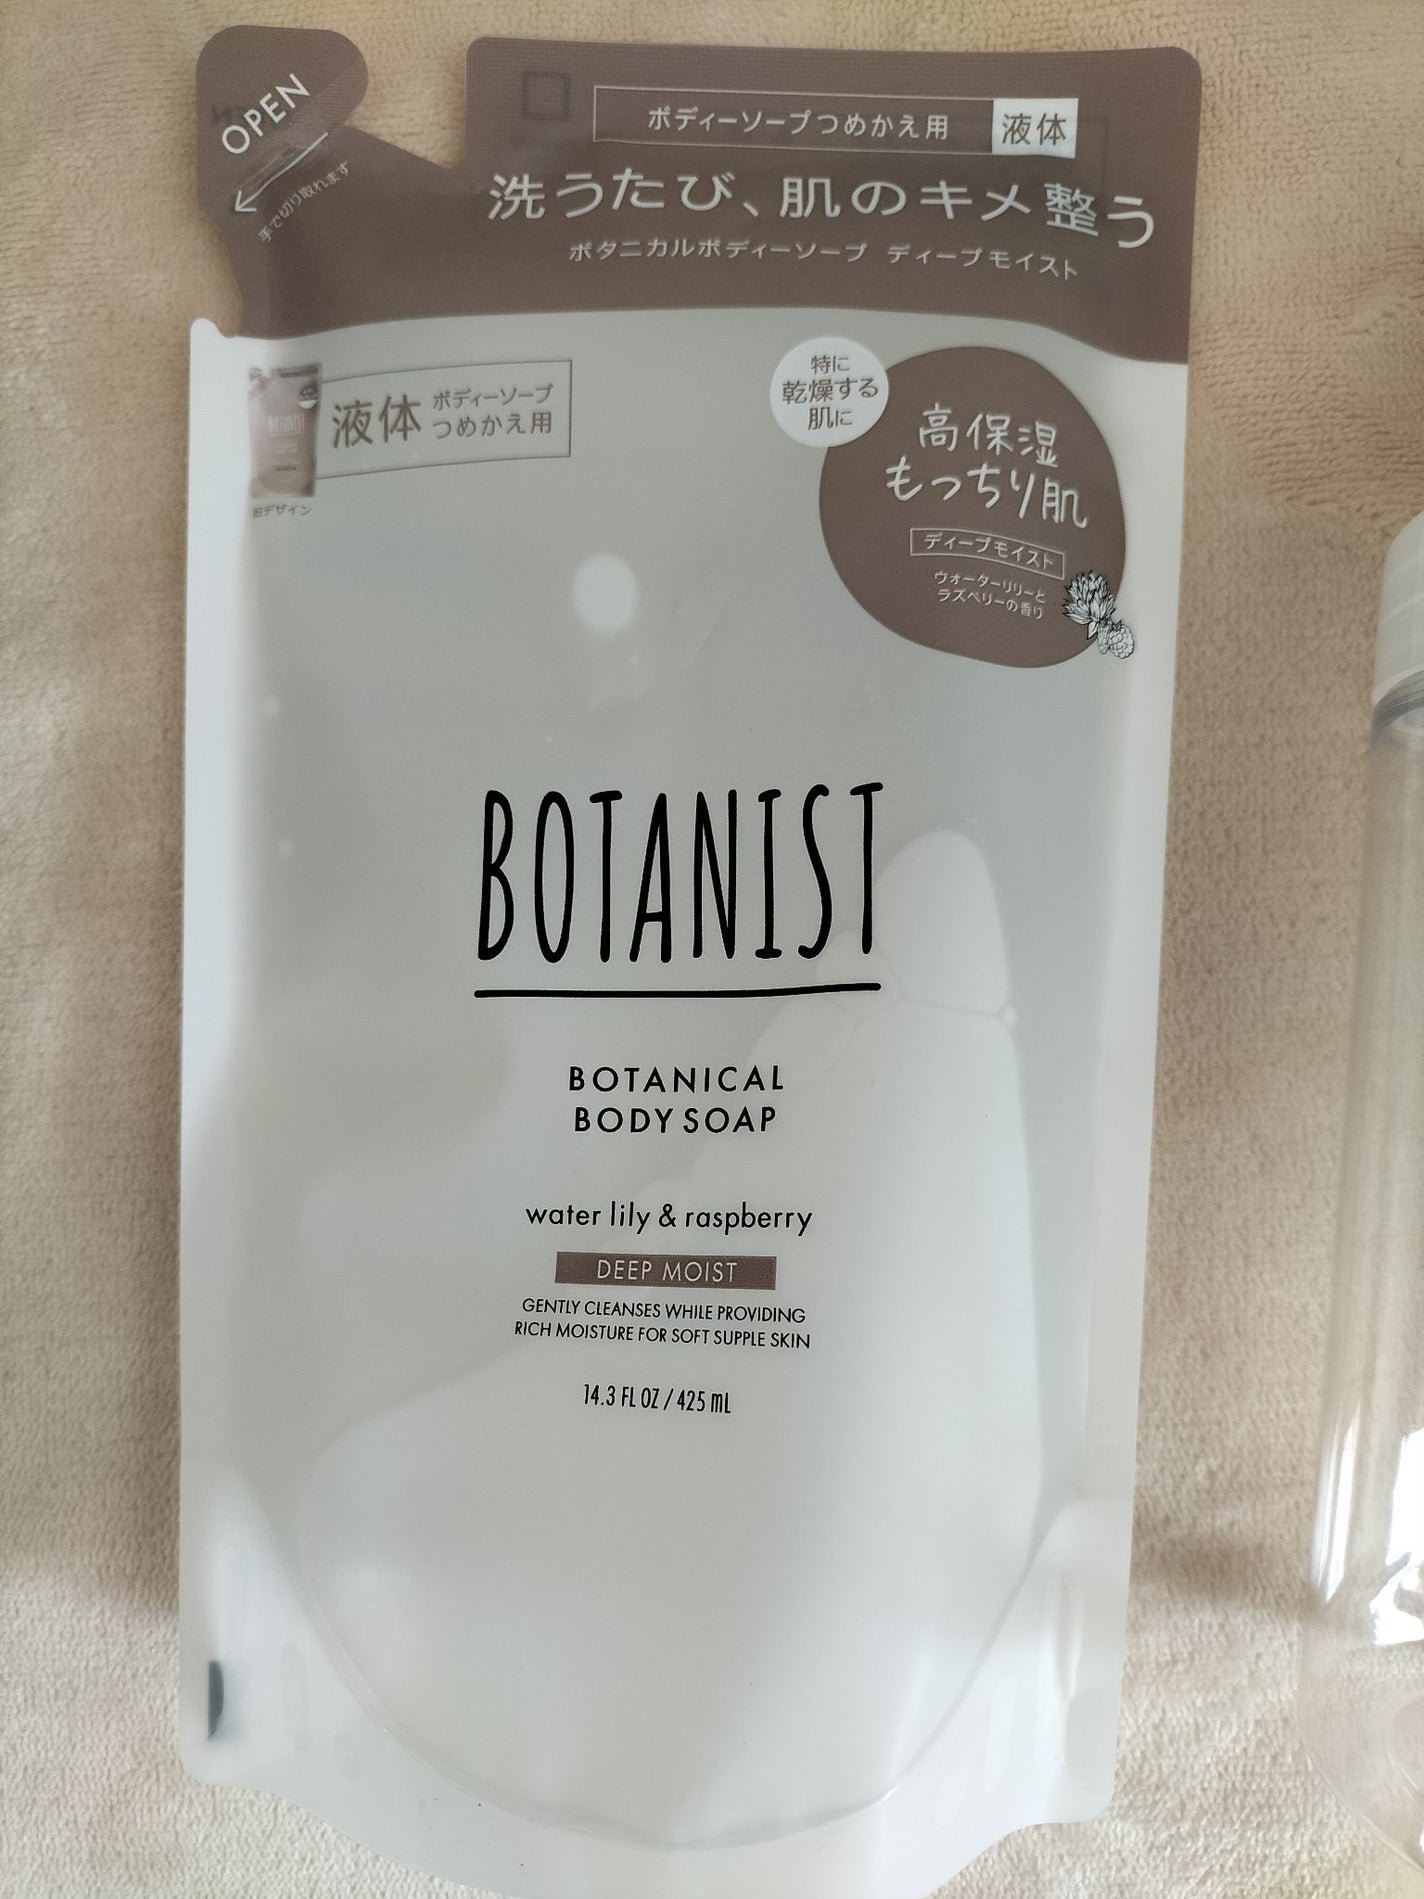 OPEN
手で切り取れます
ボディーソープつめかえ用 液体
洗うたび、肌のキメ整う
ボタニカルボディーソープ ディープモイスト
液体 ボディーソープ
つめかえ用
旧デザイン
特に
乾燥する
肌に
高保湿
もっちり肌
ディープモイスト
ウォーターリリーと
ラズベリーの香り
BOTANIST
BOTANICAL
BODY SOAP
water lily & raspberry
DEEP MOIST
GENTLY CLEANSES WHILE PROVIDING
RICH MOISTURE FOR SOFT SUPPLE SKIN
14.3 FL OZ / 425 mL